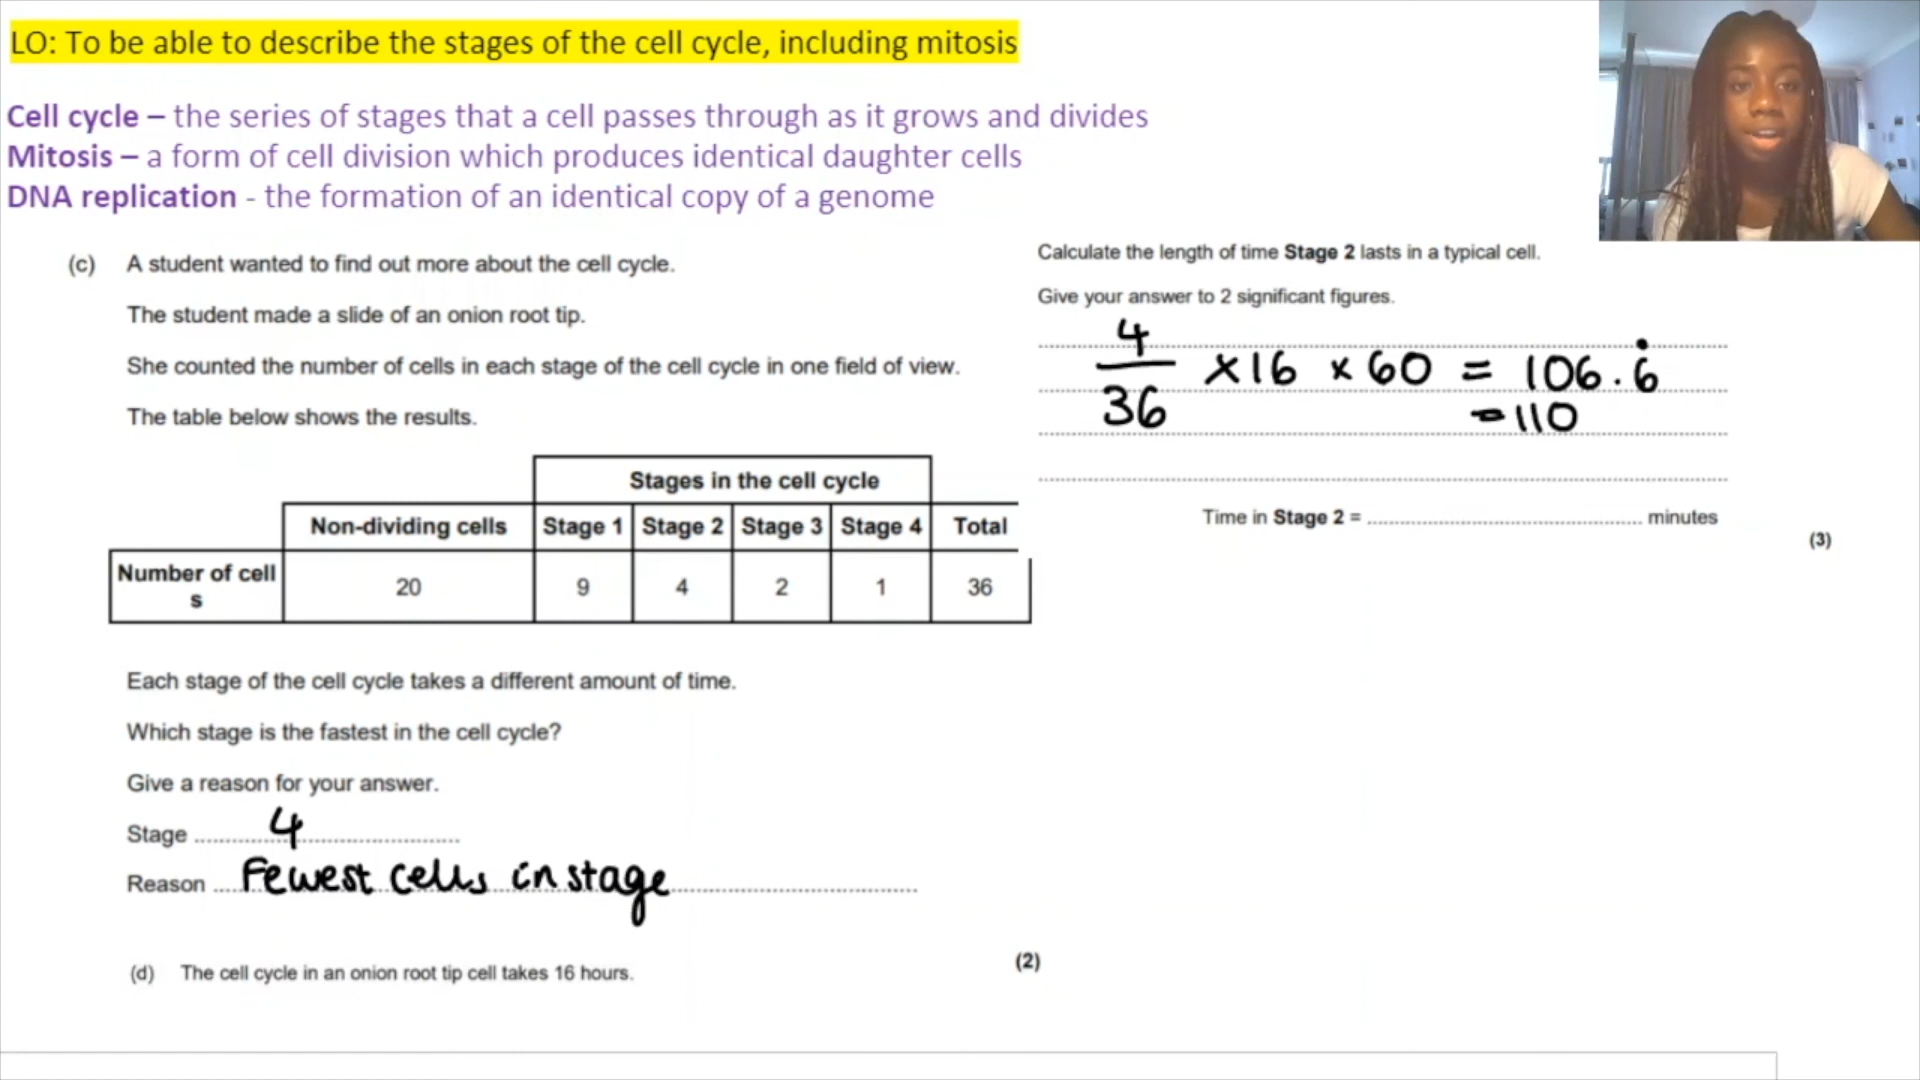 LO: To be able to describe the stages of the cell cycle, including mitosis
Cell cycle – the series of stages that a cell passes through as it grows and divides
Mitosis – a form of cell division which produces identical daughter cells
DNA replication - the formation of an identical copy of a genome
(c) A student wanted to find out more about the cell cycle.
The student made a slide of an onion root tip.
She counted the number of cells in each stage of the cell cycle in one field of view.
The table below shows the results.
Stages in the cell cycle
Non-dividing cells Stage 1 Stage 2 Stage 3 Stage 4 Total
Number of cell
s
20 9 4 2 1 36
Each stage of the cell cycle takes a different amount of time.
Which stage is the fastest in the cell cycle?
Give a reason for your answer.
Stage 4
Reason Fewest cells in stage
(2)
(d) The cell cycle in an onion root tip cell takes 16 hours.
Calculate the length of time Stage 2 lasts in a typical cell.
Give your answer to 2 significant figures.
4
36
×16 ×60 = 106.6̇
=110
Time in Stage 2 = ............ minutes
(3)